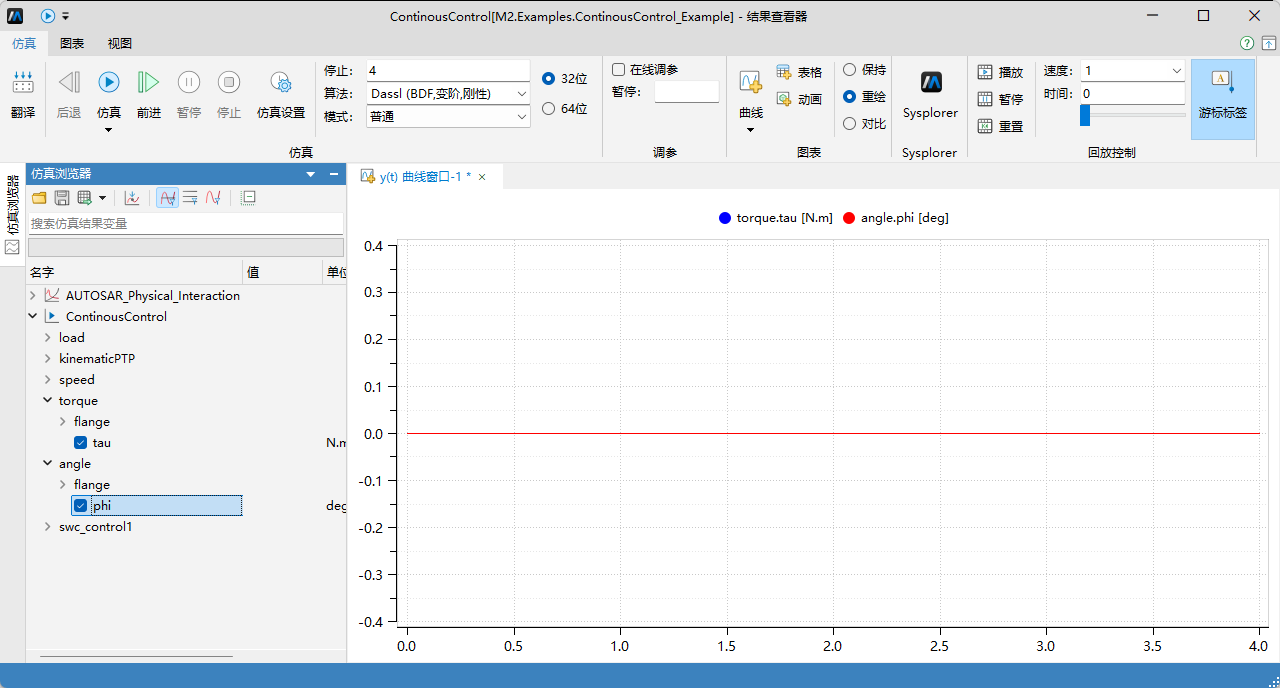 ContinousControl[M2.Examples.ContinousControl_Example] - 结果查看器
仿真 图表 视图
翻译
后退
仿真
前进
暂停
停止
仿真设置
停止: 4
算法: Dassl (BDF,变阶,刚性)
模式: 普通
32位
64位
仿真
在线调参
暂停:
调参
曲线
表格
动画
保持
重绘
对比
图表
Sysplorer
Sysplorer
播放
暂停
重置
速度: 1
时间: 0
A
游标标签
回放控制
仿真浏览器
仿真浏览器
搜索仿真结果变量
名字 值 单位
AUTOSAR_Physical_Interaction
ContinousControl
load
kinematicPTP
speed
torque
flange
tau N.m
angle
flange
phi deg
swc_control1
y(t) 曲线窗口-1 *
torque.tau [N.m] angle.phi [deg]
0.4
0.3
0.2
0.1
0.0
-0.1
-0.2
-0.3
-0.4
0.0 0.5 1.0 1.5 2.0 2.5 3.0 3.5 4.0